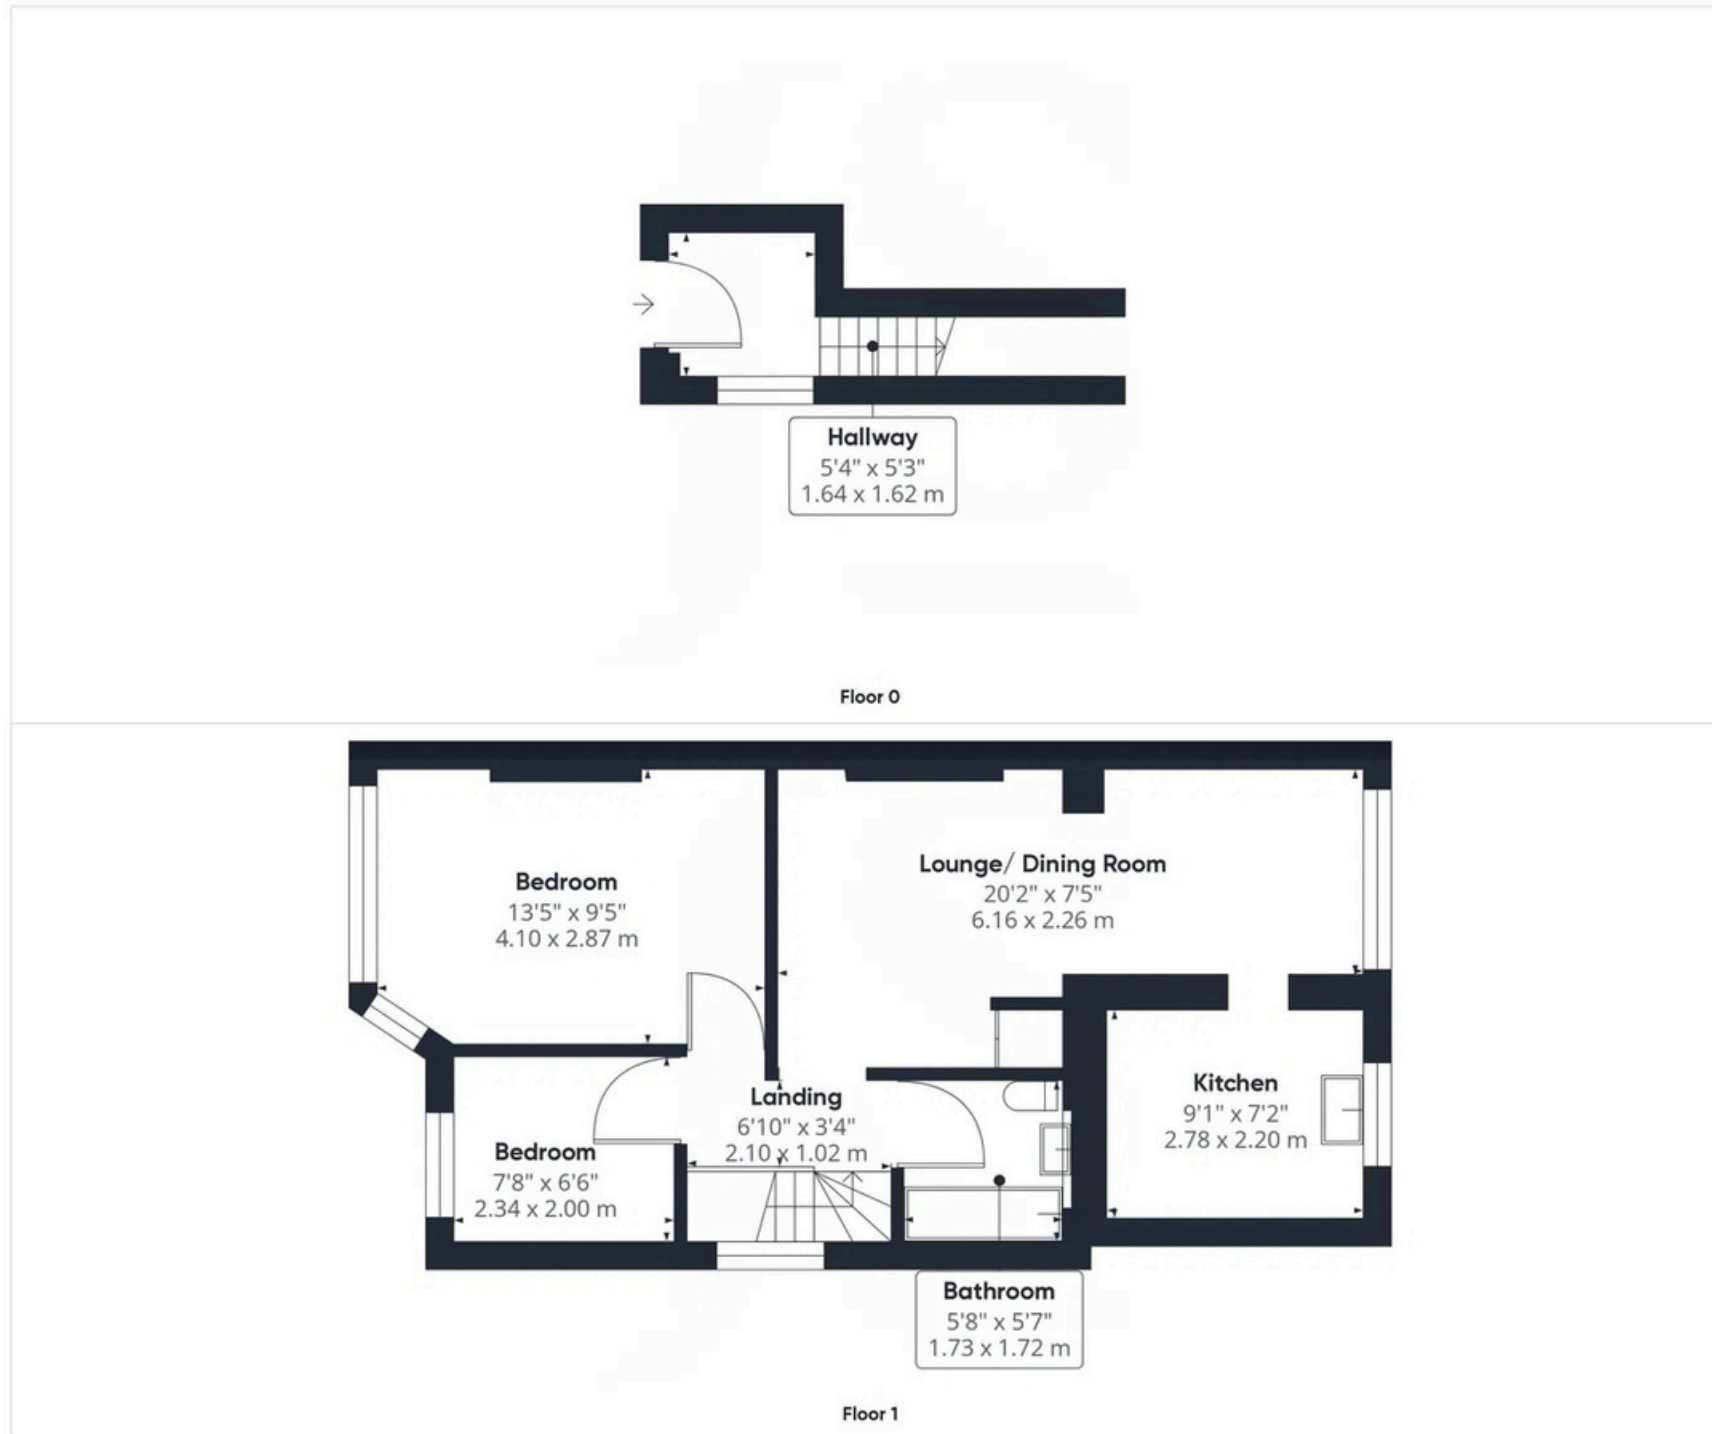 Hallway
5'4" x 5'3"
1.64 x 1.62 m
Floor 0
Bedroom
13'5" x 9'5"
4.10 x 2.87 m
Lounge/ Dining Room
20'2" x 7'5"
6.16 x 2.26 m
Kitchen
9'1" x 7'2"
2.78 x 2.20 m
Landing
6'10" x 3'4"
2.10 x 1.02 m
Bedroom
7'8" x 6'6"
2.34 x 2.00 m
Bathroom
5'8" x 5'7"
1.73 x 1.72 m
Floor 1